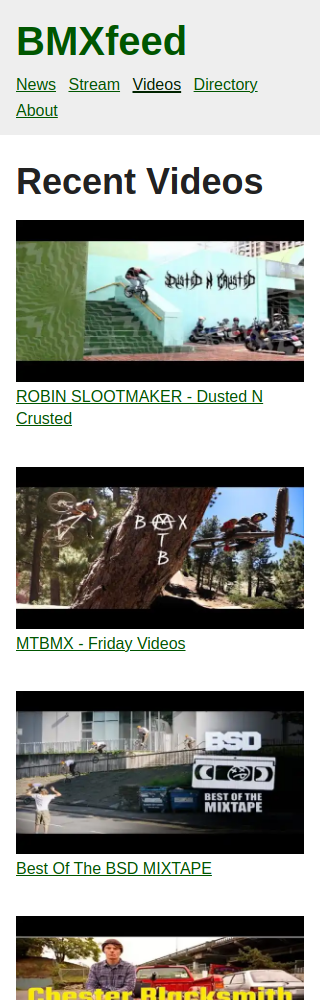 BMXfeed
News Stream Videos Directory
About
Recent Videos
DUSTED N CRUSTED
ROBIN SLOOTMAKER - Dusted N
Crusted
BMX
T
B
MTBMX - Friday Videos
BSD
BEST OF THE
MIXTAPE
Best Of The BSD MIXTAPE
Chester Blacksmith